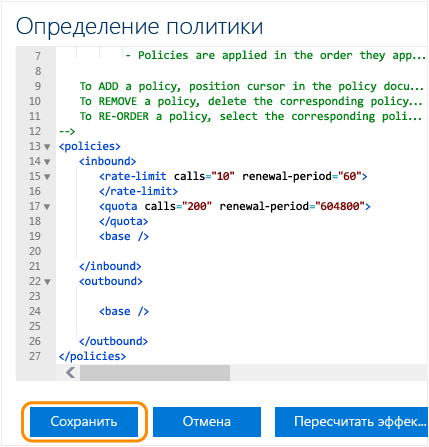 Определение политики
7 - Policies are applied in the order they app...
8
9 To ADD a policy, position cursor in the policy docu...
10 To REMOVE a policy, delete the corresponding policy...
11 To RE-ORDER a policy, select the corresponding poli...
12 -->
13 <policies>
14 <inbound>
15 <rate-limit calls="10" renewal-period="60">
16 </rate-limit>
17 <quota calls="200" renewal-period="604800">
18 </quota>
19 <base />
20
21 </inbound>
22 <outbound>
23
24 <base />
25
26 </outbound>
27 </policies>
Сохранить Отмена Пересчитать эффек...